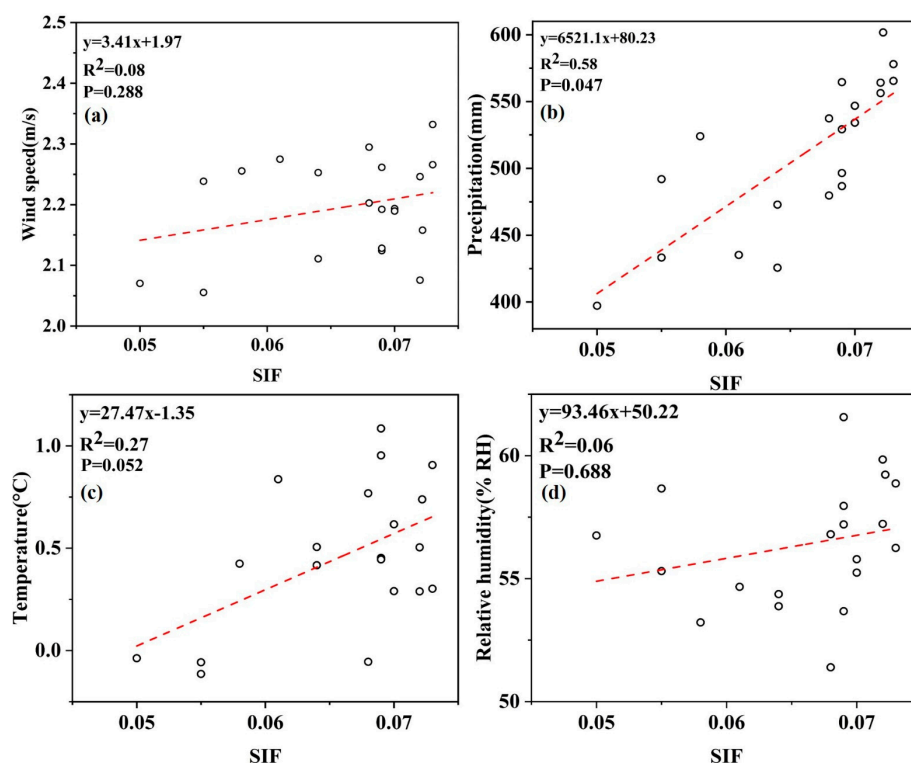 y=3.41x+1.97
R²=0.08
P=0.288
(a)
Wind speed(m/s)
2.5
2.4
2.3
2.2
2.1
2.0
0.05 0.06 0.07
SIF
y=6521.1x+80.23
R²=0.58
P=0.047
(b)
Precipitation(mm)
600
550
500
450
400
0.05 0.06 0.07
SIF
y=27.47x-1.35
R²=0.27
P=0.052
(c)
Temperature(°C)
1.0
0.5
0.0
0.05 0.06 0.07
SIF
y=93.46x+50.22
R²=0.06
P=0.688
(d)
Relative humidity(% RH)
60
55
50
0.05 0.06 0.07
SIF